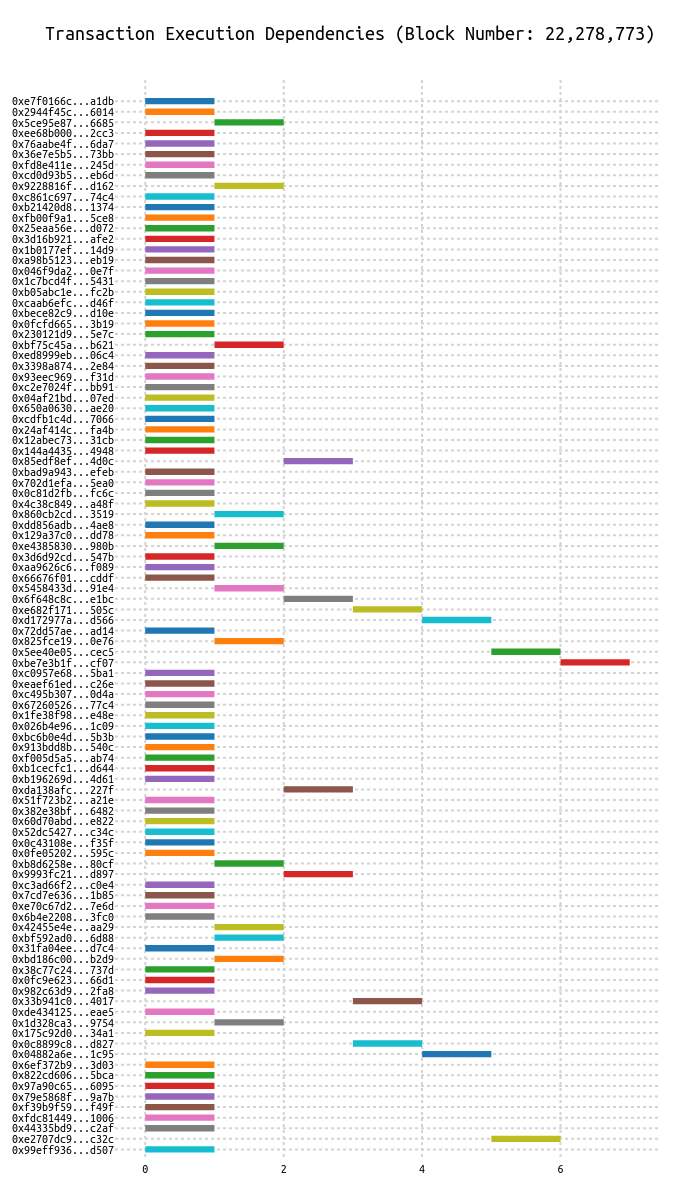 Transaction Execution Dependencies (Block Number: 22,278,773)
0xe7f0166c...a1db
0x2944f45c...6014
0x5ce95e87...6685
0xee68b000...2cc3
0x76aabe4f...6da7
0x36e7e5b5...73bb
0xfd8e411e...245d
0xcd0d93b5...eb6d
0x9228816f...d162
0xc861c697...74c4
0xb21420d8...1374
0xfb00f9a1...5ce8
0x25eaa56e...d072
0x3d16b921...afe2
0x1b0177ef...14d9
0xa98b5123...eb19
0x046f9da2...0e7f
0x1c7bcd4f...5431
0xb05abc1e...fc2b
0xcaab6efc...d46f
0xbece82c9...d10e
0x0fcfd665...3b19
0x230121d9...5e7c
0xbf75c45a...b621
0xed8999eb...06c4
0x3398a874...2e84
0x93eec969...f31d
0xc2e7024f...bb91
0x04af21bd...07ed
0x650a0630...ae20
0xcdfb1c4d...7066
0x24af414c...fa4b
0x12abec73...31cb
0x144a4435...4948
0x85edf8ef...4d0c
0xbad9a943...efeb
0x702d1efa...5ea0
0x0c81d2fb...fc6c
0x4c38c849...a48f
0x860cb2cd...3519
0xdd856adb...4ae8
0x129a37c0...dd78
0xe4385830...980b
0x3d6d92cd...547b
0xaa9626c6...f089
0x66676f01...cddf
0x5458433d...91e4
0x6f648c8c...e1bc
0xe682f171...505c
0xd172977a...d566
0x72dd57ae...ad14
0x825fce19...0e76
0x5ee40e05...cec5
0xbe7e3b1f...cf07
0xc0957e68...5ba1
0xeaef61ed...c26e
0xc495b307...0d4a
0x67260526...77c4
0x1fe38f98...e48e
0x026b4e96...1c09
0xbc6b0e4d...5b3b
0x913bdd8b...540c
0xf005d5a5...ab74
0xb1cecfc1...d644
0xb196269d...4d61
0xda138afc...227f
0x51f723b2...a21e
0x382e38bf...6482
0x60d70abd...e822
0x52dc5427...c34c
0x0c43108e...f35f
0x0fe05202...595c
0xb8d6258e...80cf
0x9993fc21...d897
0xc3ad66f2...c0e4
0x7cd7e636...1b85
0xe70c67d2...7e6d
0x6b4e2208...3fc0
0x42455e4e...aa29
0xbf592ad0...6d88
0x31fa04ee...d7c4
0xbd186c00...b2d9
0x38c77c24...737d
0x0fc9e623...66d1
0x982c63d9...2fa8
0x33b941c0...4017
0xde434125...eae5
0x1d328ca3...9754
0x175c92d0...34a1
0x0c8899c8...d827
0x04882a6e...1c95
0x6ef372b9...3d03
0x822cd606...5bca
0x97a90c65...6095
0x79e5868f...9a7b
0xf39b9f59...f49f
0xfdc81449...1006
0x44335bd9...c2af
0xe2707dc9...c32c
0x99eff936...d507
0 2 4 6